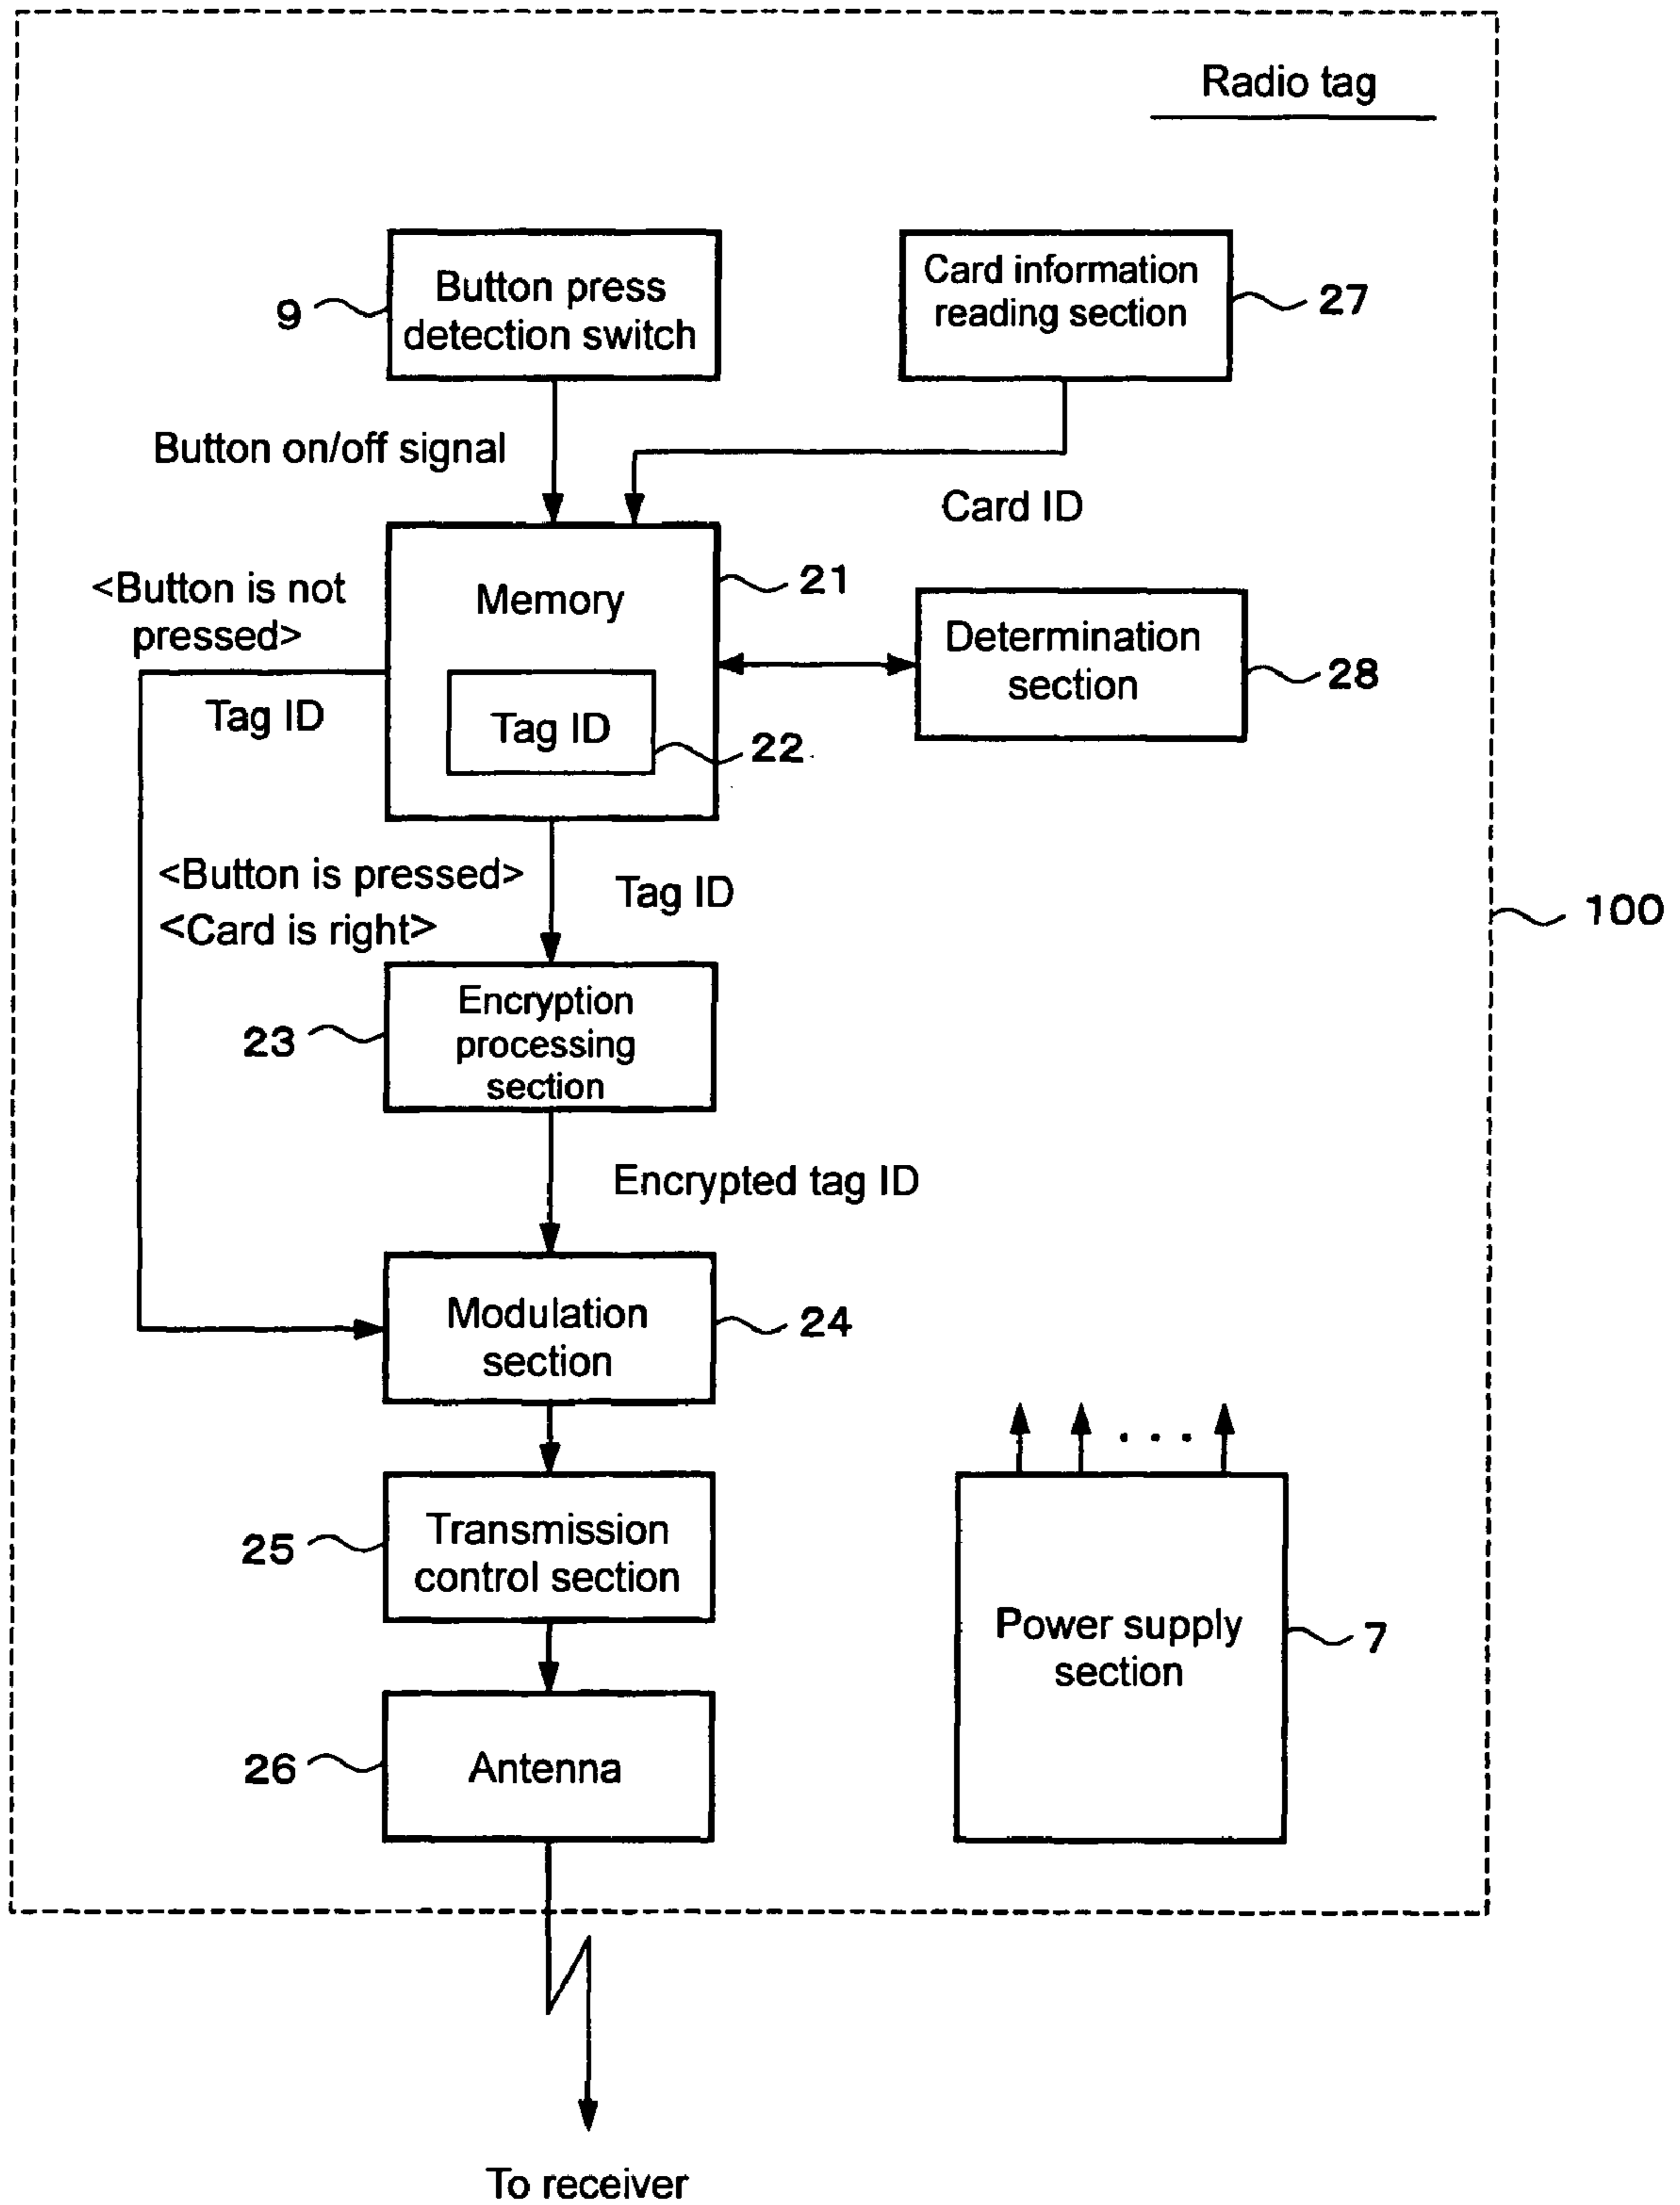 Radio tag
Button press
detection switch
9
Card information
reading section
27
Button on/off signal
Card ID
<Button is not
pressed>
Tag ID
Memory
21
Tag ID
22
Determination
section
28
<Button is pressed>
<Card is right>
Tag ID
100
Encryption
processing
section
23
Encrypted tag ID
Modulation
section
24
Transmission
control section
25
Power supply
section
7
Antenna
26
To receiver